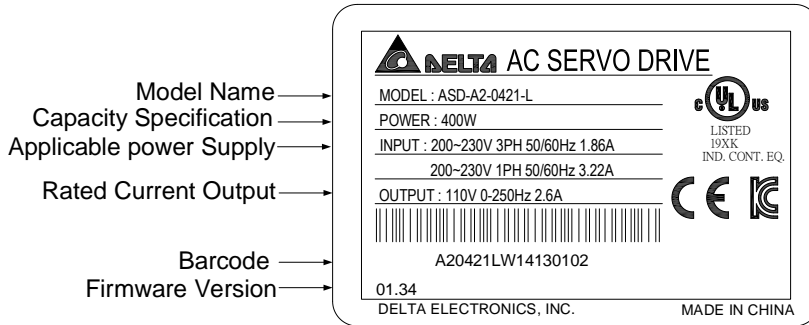 DELTA AC SERVO DRIVE
Model Name
MODEL : ASD-A2-0421-L
Capacity Specification
POWER : 400W
Applicable power Supply
INPUT : 200~230V 3PH 50/60Hz 1.86A
200~230V 1PH 50/60Hz 3.22A
Rated Current Output
OUTPUT : 110V 0-250Hz 2.6A
C UL US
LISTED
19XK
IND. CONT. EQ.
CE
Barcode
A20421LW14130102
Firmware Version
01.34
DELTA ELECTRONICS, INC.
MADE IN CHINA